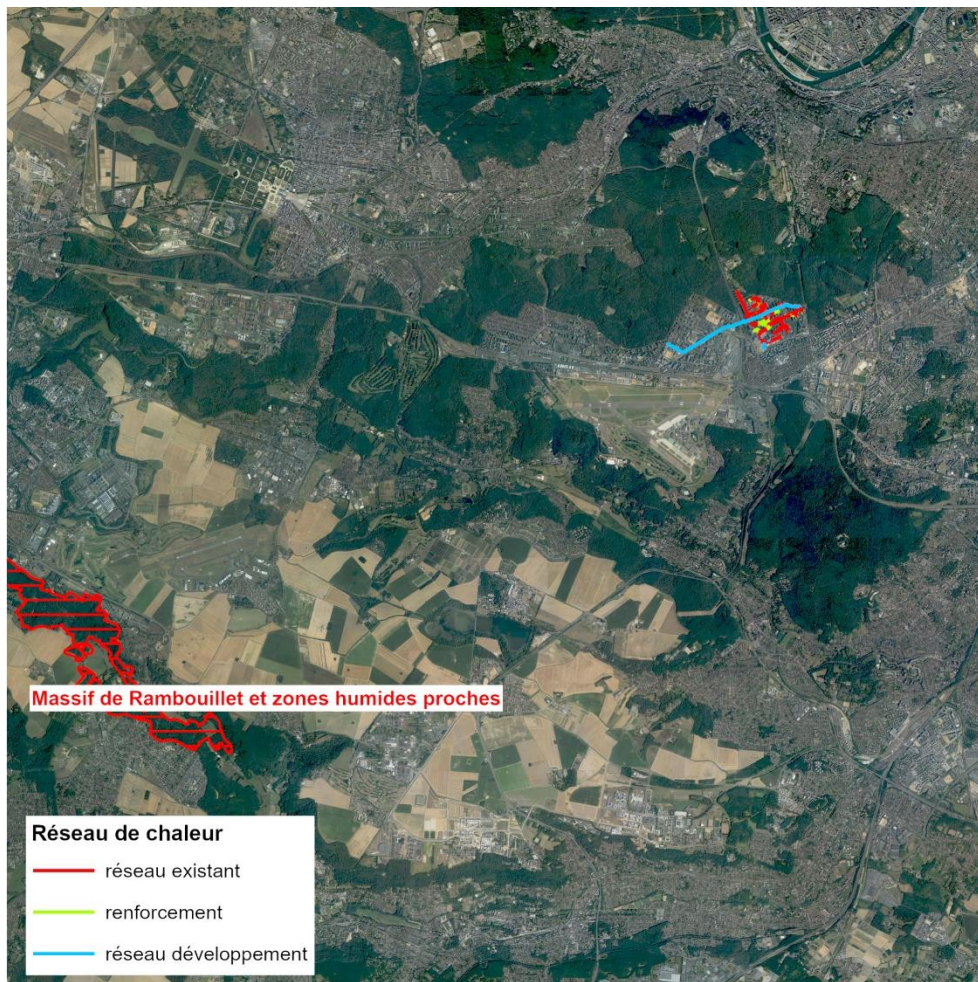 Massif de Rambouillet et zones humides proches
Réseau de chaleur
réseau existant
renforcement
réseau développement